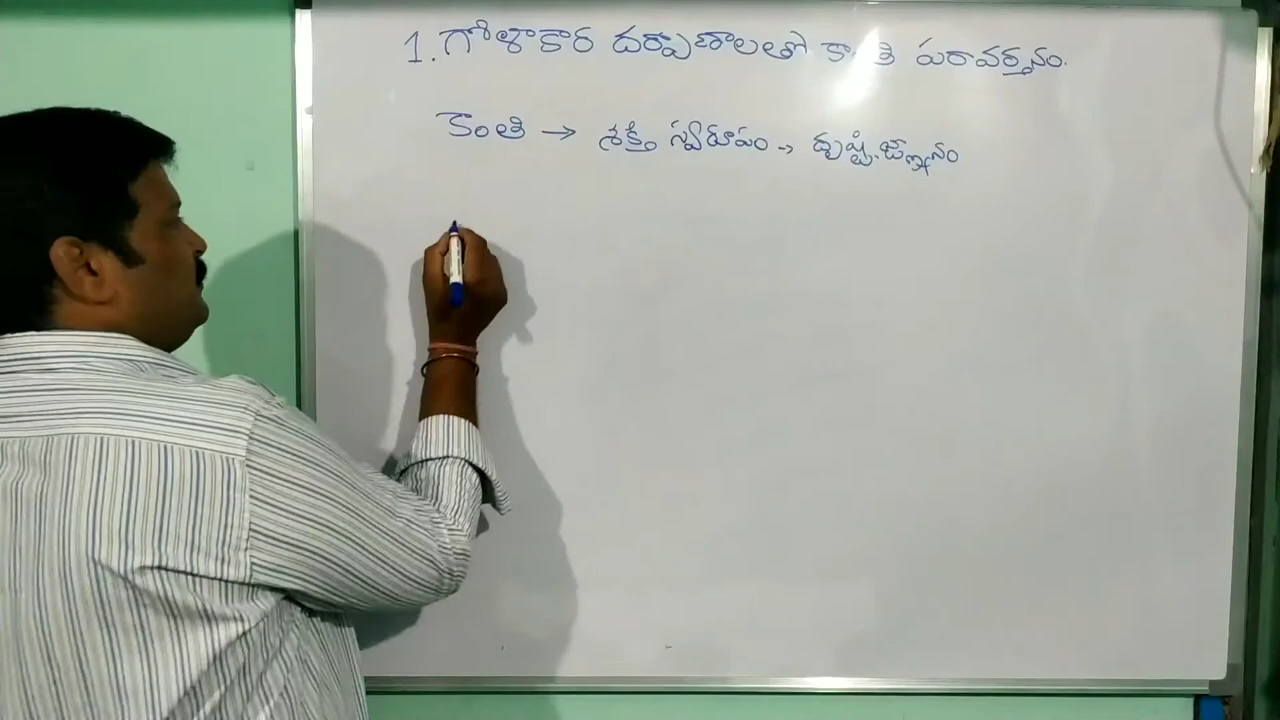 1. గోళాకార దర్పణాలతో కాంతి పరావర్తనం.
కాంతి → శక్తి స్వరూపం → దృష్టి జ్ఞానం